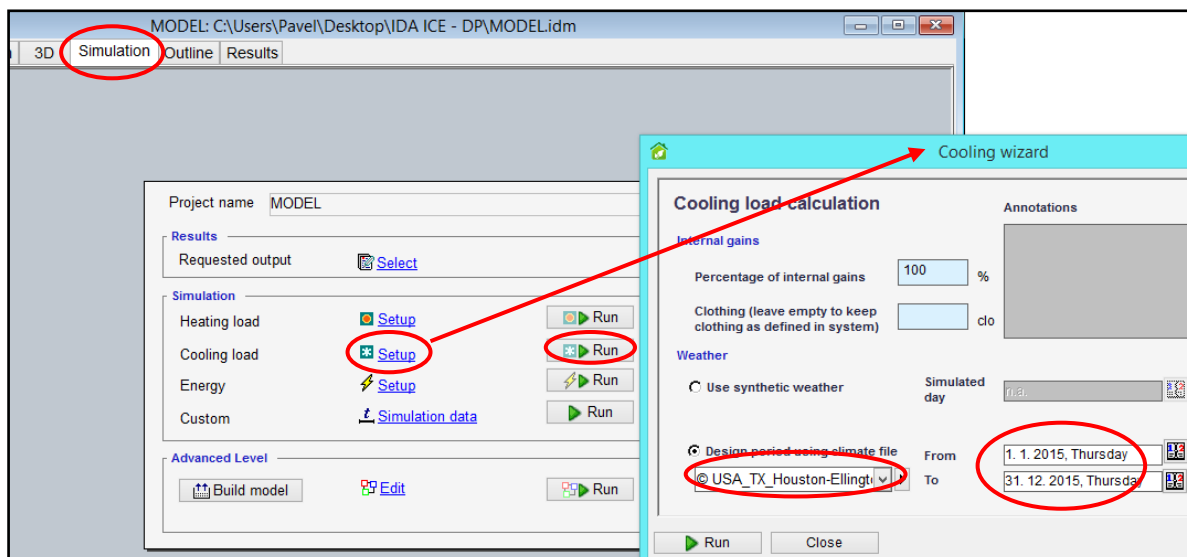 MODEL: C:\Users\Pavel\Desktop\IDA ICE - DP\MODEL.idm
3D Simulation Outline Results
Project name MODEL
Results
Requested output Select
Simulation
Heating load Setup Run
Cooling load Setup Run
Energy Setup Run
Custom Simulation data Run
Advanced Level
Build model Edit Run
Cooling wizard
Cooling load calculation
Annotations
Internal gains
Percentage of internal gains 100 %
Clothing (leave empty to keep
clothing as defined in system) clo
Weather
Use synthetic weather
Simulated
day n.a.
Design period using climate file From 1. 1. 2015, Thursday
© USA_TX_Houston-Ellingt To 31. 12. 2015, Thursday
Run Close